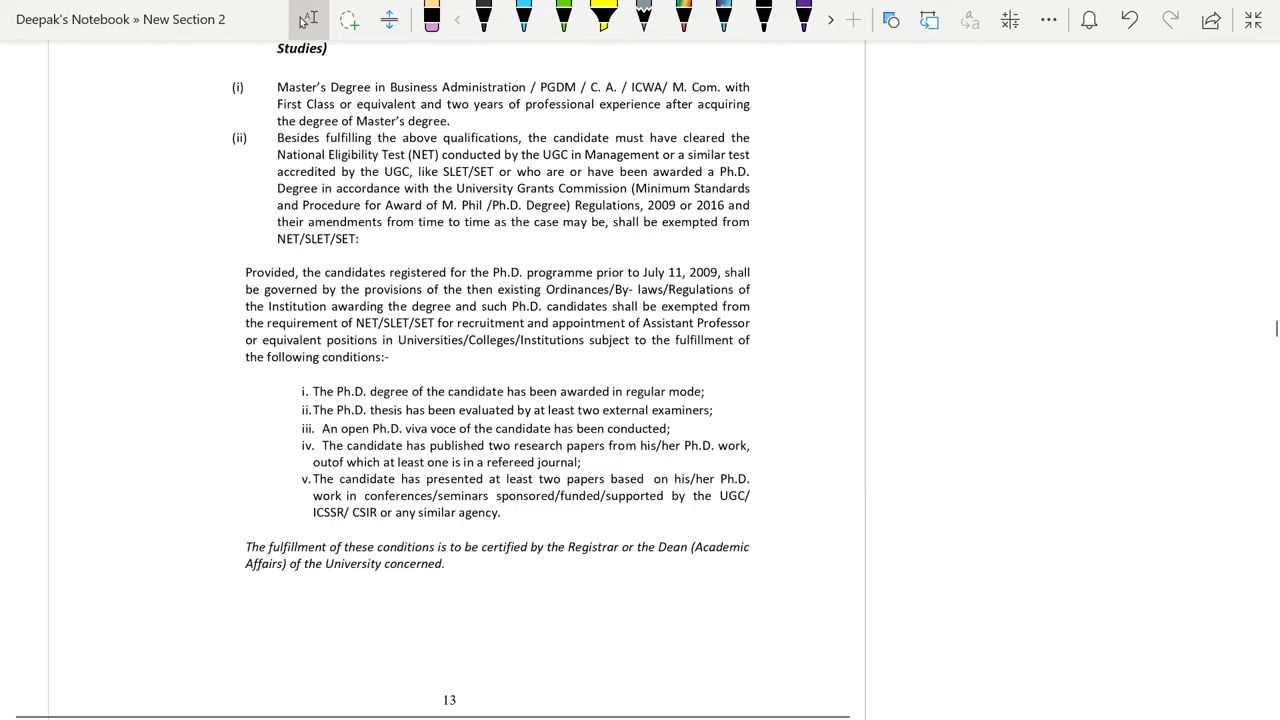 Deepak's Notebook » New Section 2
Studies)
(i) Master's Degree in Business Administration / PGDM / C. A. / ICWA/ M. Com. with
First Class or equivalent and two years of professional experience after acquiring
the degree of Master's degree.
(ii) Besides fulfilling the above qualifications, the candidate must have cleared the
National Eligibility Test (NET) conducted by the UGC in Management or a similar test
accredited by the UGC, like SLET/SET or who are or have been awarded a Ph.D.
Degree in accordance with the University Grants Commission (Minimum Standards
and Procedure for Award of M. Phil /Ph.D. Degree) Regulations, 2009 or 2016 and
their amendments from time to time as the case may be, shall be exempted from
NET/SLET/SET:
Provided, the candidates registered for the Ph.D. programme prior to July 11, 2009, shall
be governed by the provisions of the then existing Ordinances/By- laws/Regulations of
the Institution awarding the degree and such Ph.D. candidates shall be exempted from
the requirement of NET/SLET/SET for recruitment and appointment of Assistant Professor
or equivalent positions in Universities/Colleges/Institutions subject to the fulfillment of
the following conditions:-
i. The Ph.D. degree of the candidate has been awarded in regular mode;
ii. The Ph.D. thesis has been evaluated by at least two external examiners;
iii. An open Ph.D. viva voce of the candidate has been conducted;
iv. The candidate has published two research papers from his/her Ph.D. work,
outof which at least one is in a refereed journal;
v. The candidate has presented at least two papers based on his/her Ph.D.
work in conferences/seminars sponsored/funded/supported by the UGC/
ICSSR/ CSIR or any similar agency.
The fulfillment of these conditions is to be certified by the Registrar or the Dean (Academic
Affairs) of the University concerned.
13